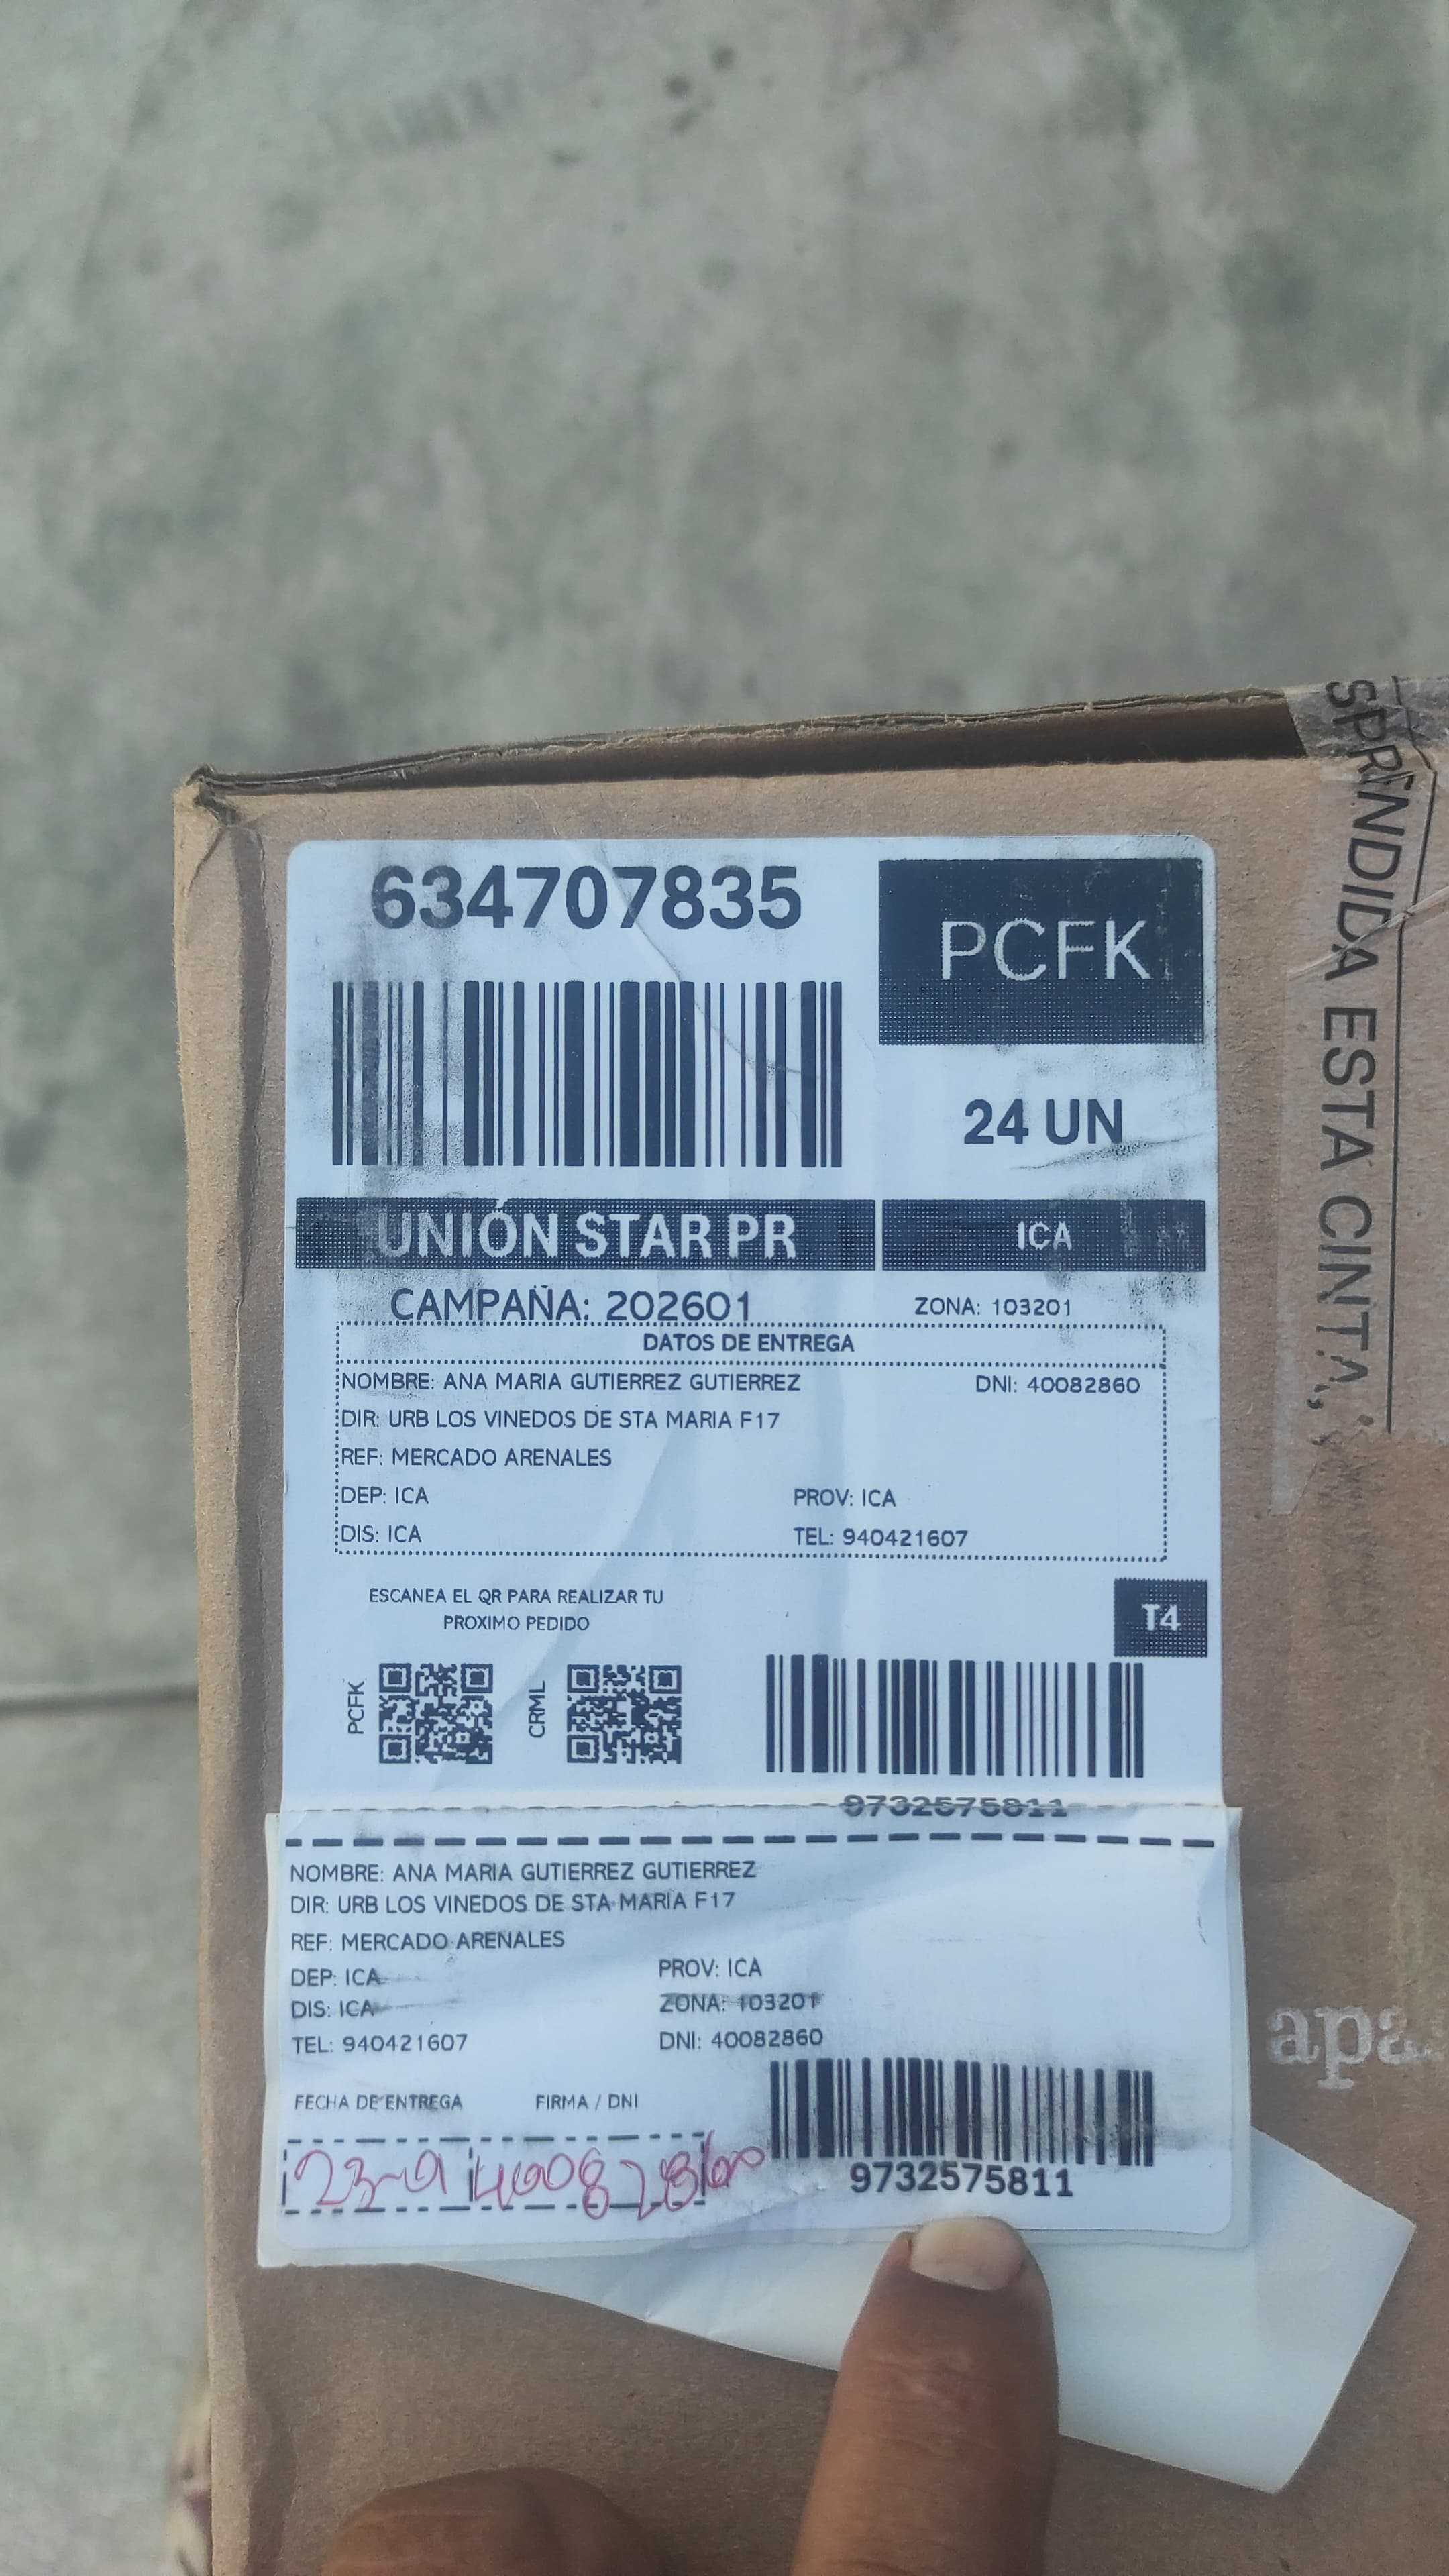 634707835
PCFK
24 UN
UNIÓN STAR PR
ICA
CAMPAÑA: 202601
ZONA: 103201
DATOS DE ENTREGA
NOMBRE: ANA MARIA GUTIERREZ GUTIERREZ DNI: 40082860
DIR: URB LOS VINEDOS DE STA MARIA F17
REF: MERCADO ARENALES
DEP: ICA PROV: ICA
DIS: ICA TEL: 940421607
ESCANEA EL QR PARA REALIZAR TU
PROXIMO PEDIDO
T4
PCFK
CRML
9732575811
NOMBRE: ANA MARIA GUTIERREZ GUTIERREZ
DIR: URB LOS VINEDOS DE STA MARIA F17
REF: MERCADO ARENALES
DEP: ICA PROV: ICA
DIS: ICA ZONA: 103201
TEL: 940421607 DNI: 40082860
FECHA DE ENTREGA FIRMA / DNI
40082860
9732575811
SPRENDIDA ESTA CINTA,
apa